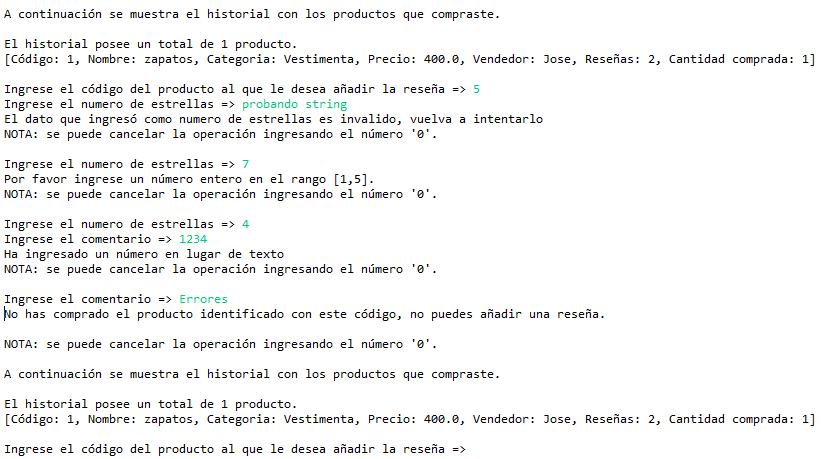 A continuación se muestra el historial con los productos que compraste.
El historial posee un total de 1 producto.
[Código: 1, Nombre: zapatos, Categoria: Vestimenta, Precio: 400.0, Vendedor: Jose, Reseñas: 2, Cantidad comprada: 1]
Ingrese el código del producto al que le desea añadir la reseña => 5
Ingrese el numero de estrellas => probando string
El dato que ingresó como numero de estrellas es invalido, vuelva a intentarlo
NOTA: se puede cancelar la operación ingresando el número '0'.
Ingrese el numero de estrellas => 7
Por favor ingrese un número entero en el rango [1,5].
NOTA: se puede cancelar la operación ingresando el número '0'.
Ingrese el numero de estrellas => 4
Ingrese el comentario => 1234
Ha ingresado un número en lugar de texto
NOTA: se puede cancelar la operación ingresando el número '0'.
Ingrese el comentario => Errores
No has comprado el producto identificado con este código, no puedes añadir una reseña.
NOTA: se puede cancelar la operación ingresando el número '0'.
A continuación se muestra el historial con los productos que compraste.
El historial posee un total de 1 producto.
[Código: 1, Nombre: zapatos, Categoria: Vestimenta, Precio: 400.0, Vendedor: Jose, Reseñas: 2, Cantidad comprada: 1]
Ingrese el código del producto al que le desea añadir la reseña =>